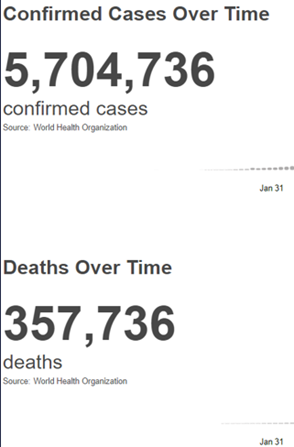 Confirmed Cases Over Time
5,704,736
confirmed cases
Source: World Health Organization
Jan 31
Deaths Over Time
357,736
deaths
Source: World Health Organization
Jan 31